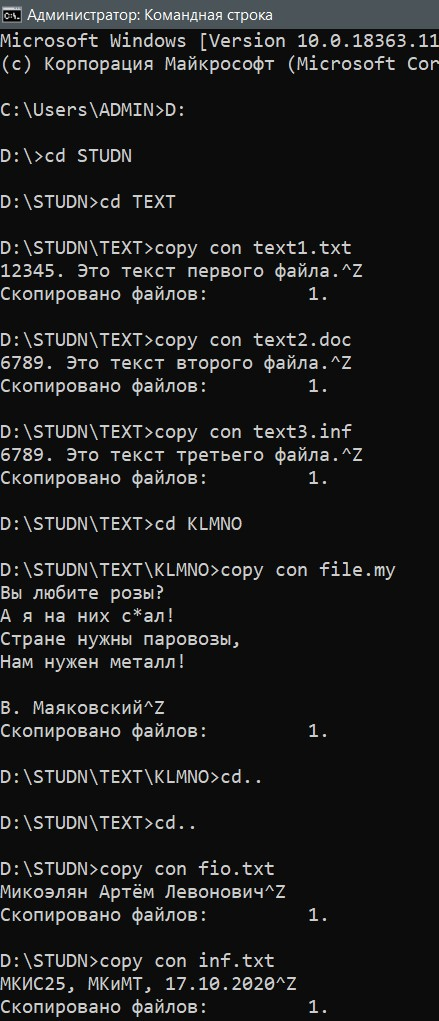 Администратор: Командная строка
Microsoft Windows [Version 10.0.18363.11
(c) Корпорация Майкрософт (Microsoft Cor
C:\Users\ADMIN>D:
D:\>cd STUDN
D:\STUDN>cd TEXT
D:\STUDN\TEXT>copy con text1.txt
12345. Это текст первого файла.^Z
Скопировано файлов:         1.
D:\STUDN\TEXT>copy con text2.doc
6789. Это текст второго файла.^Z
Скопировано файлов:         1.
D:\STUDN\TEXT>copy con text3.inf
6789. Это текст третьего файла.^Z
Скопировано файлов:         1.
D:\STUDN\TEXT>cd KLMNO
D:\STUDN\TEXT\KLMNO>copy con file.my
Вы любите розы?
А я на них с*ал!
Стране нужны паровозы,
Нам нужен металл!
В. Маяковский^Z
Скопировано файлов:         1.
D:\STUDN\TEXT\KLMNO>cd..
D:\STUDN\TEXT>cd..
D:\STUDN>copy con fio.txt
Микоэлян Артём Левонович^Z
Скопировано файлов:         1.
D:\STUDN>copy con inf.txt
МКИС25, МКиМТ, 17.10.2020^Z
Скопировано файлов:         1.